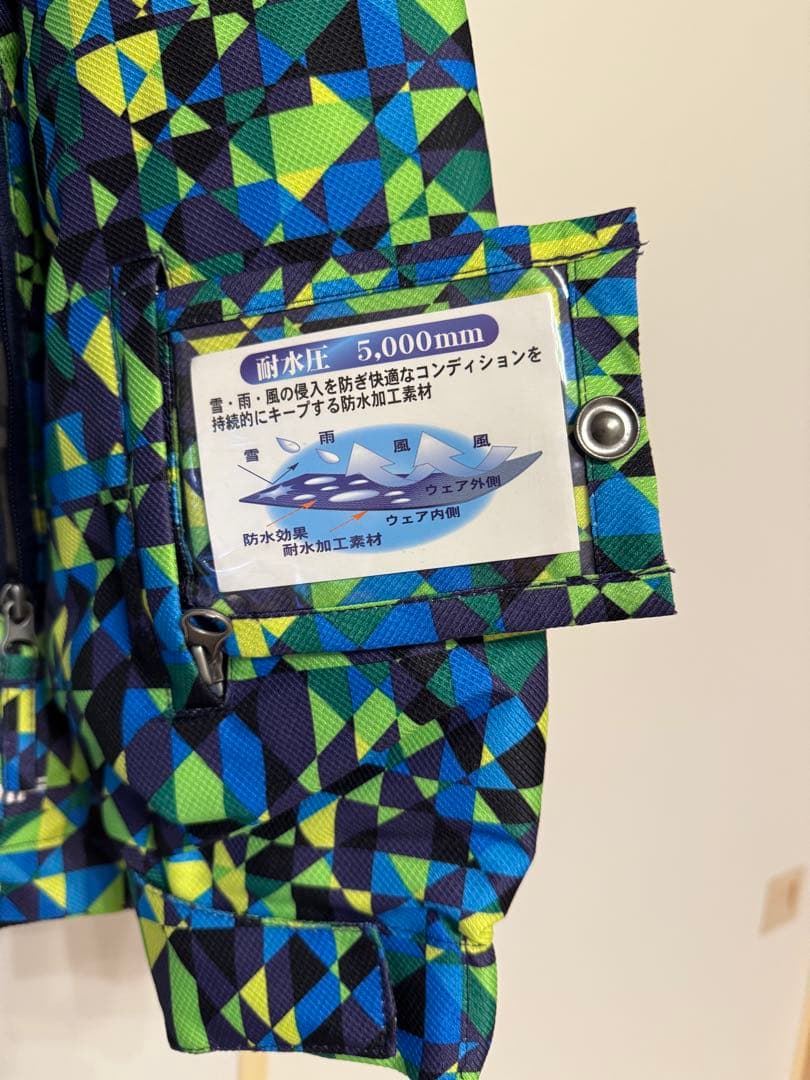 耐水圧 5,000mm
雪・雨・風の侵入を防ぎ快適なコンディションを
持続的にキープする防水加工素材
雪
雨
風
風
ウェア外側
ウェア内側
防水効果
耐水加工素材